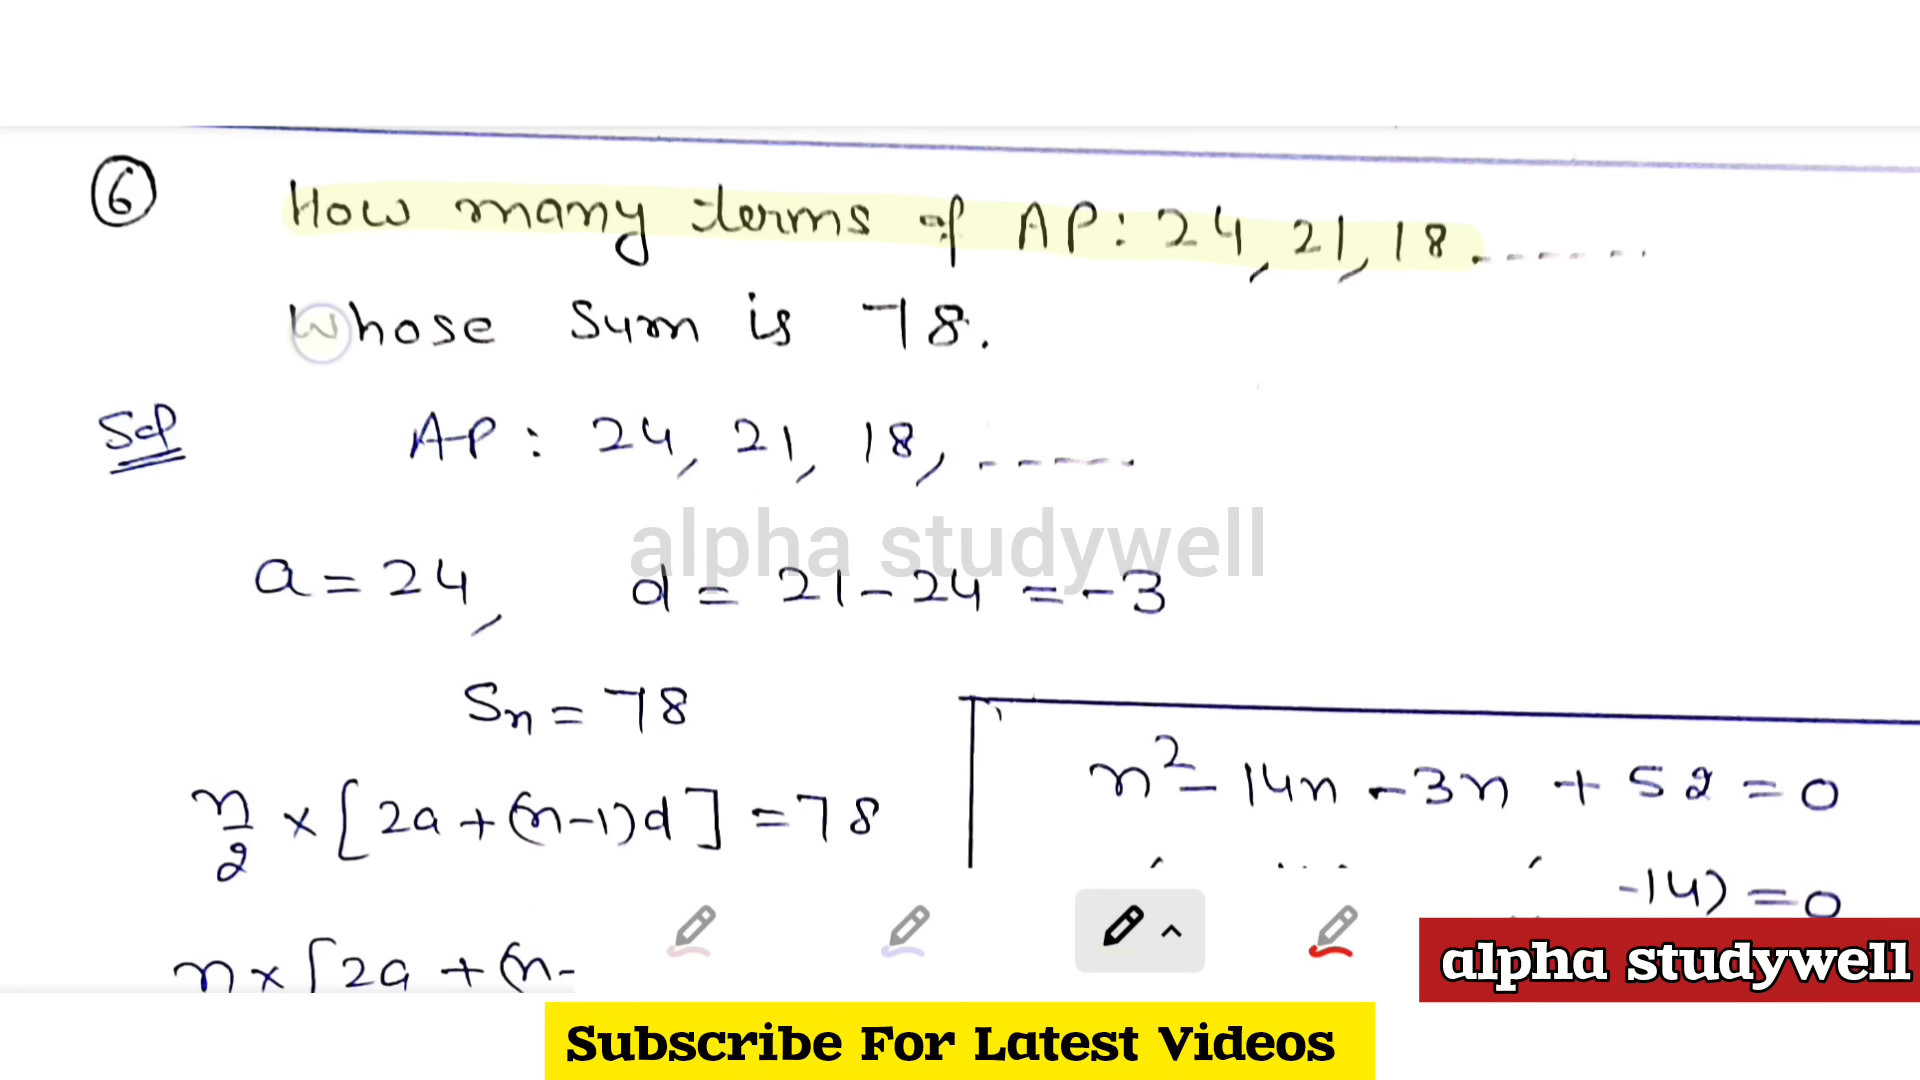 6 How many terms of AP: 24, 21, 18.......
Whose Sum is 78.
Sol AP: 24, 21, 18, -----
alpha studywell
a = 24, d = 21 - 24 = -3
Sn = 78
n/2 × [2a + (n-1)d] = 78
n² - 14n - 3n + 52 = 0
-14) = 0
n × [2a + (n-
alpha studywell
Subscribe For Latest Videos